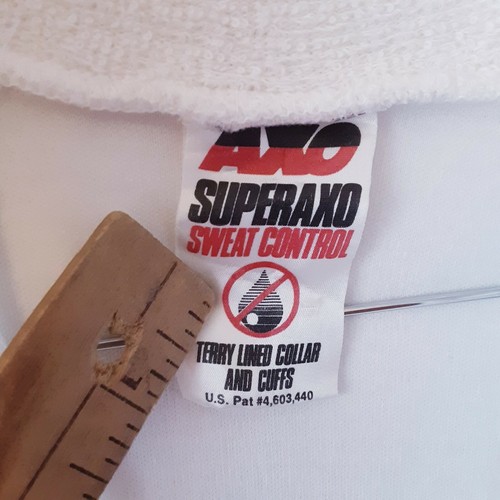 AXO
SUPERAXO
SWEAT CONTROL
TERRY LINED COLLAR
AND CUFFS
U.S. Pat #4,603,440